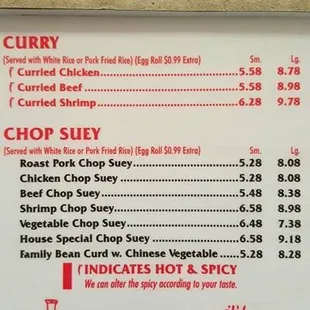 CURRY
(Served with White Rice or Pork Fried Rice) (Egg Roll $0.99 Extra) Sm. Lg.
Curried Chicken 5.58 8.78
Curried Beef 5.58 8.98
Curried Shrimp 6.28 9.78
CHOP SUEY
(Served with White Rice or Pork Fried Rice) (Egg Roll $0.99 Extra) Sm. Lg.
Roast Pork Chop Suey 5.28 8.08
Chicken Chop Suey 5.28 8.08
Beef Chop Suey 5.48 8.38
Shrimp Chop Suey 6.58 8.98
Vegetable Chop Suey 6.48 7.38
House Special Chop Suey 6.58 9.18
Family Bean Curd w. Chinese Vegetable 5.28 8.28
INDICATES HOT & SPICY
We can alter the spicy according to your taste.